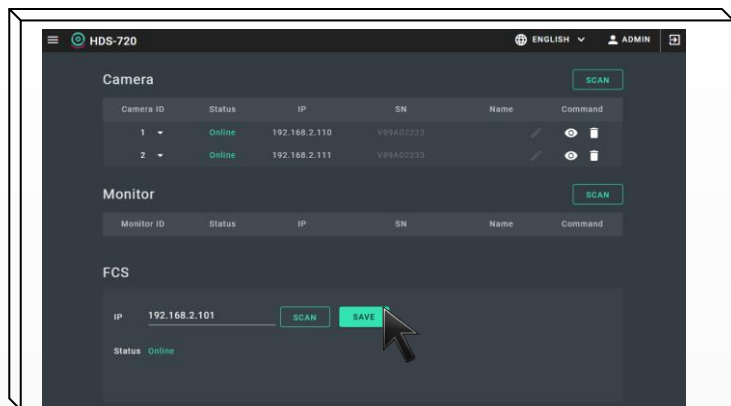 HDS-720 ENGLISH ADMIN
Camera SCAN
Camera ID Status IP SN Name Command
1 Online 192.168.2.110 V89A02223
2 Online 192.168.2.111 V89A02233
Monitor SCAN
Monitor ID Status IP SN Name Command
FCS
IP 192.168.2.101 SCAN SAVE
Status Online